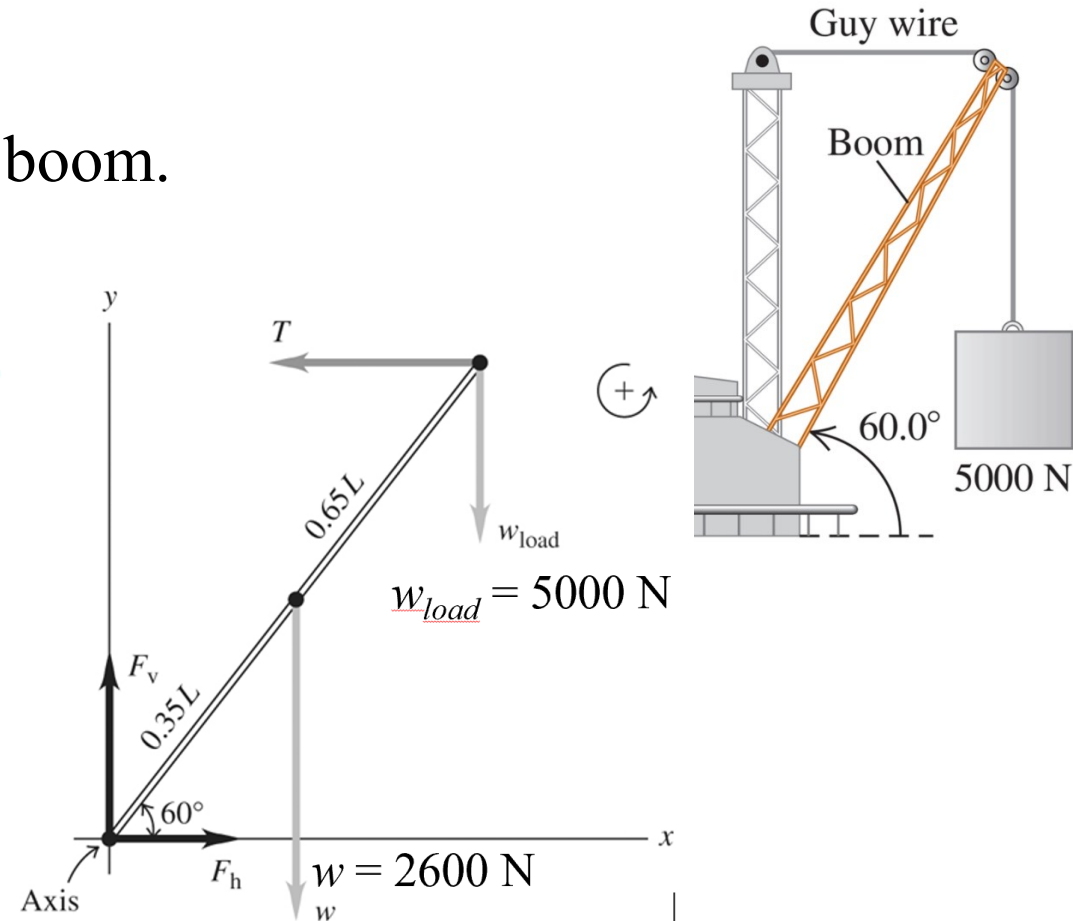 Guy wire
boom.
Boom
y
T
+
60.0°
0.65L
5000 N
w_load
w_load = 5000 N
F_v
0.35L
60°
x
F_h
w = 2600 N
Axis
w